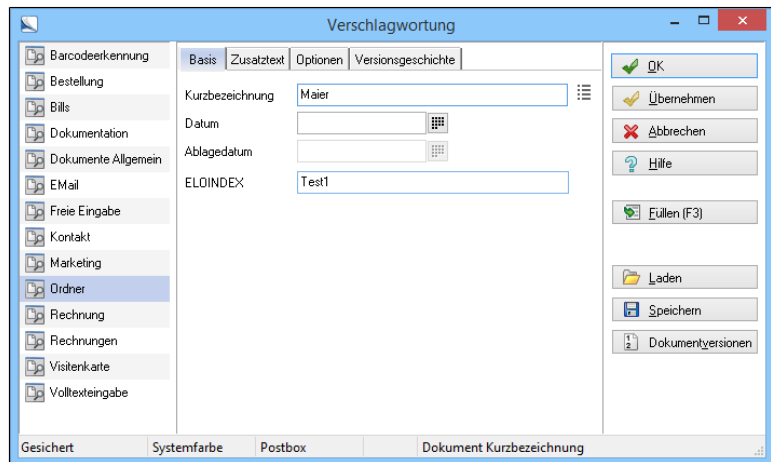 Verschlagwortung
Barcodeerkennung
Bestellung
Bills
Dokumentation
Dokumente Allgemein
EMail
Freie Eingabe
Kontakt
Marketing
Ordner
Rechnung
Rechnungen
Visitenkarte
Volltexteingabe
Basis Zusatztext Optionen Versionsgeschichte
Kurzbezeichnung Maier
Datum
Ablagedatum
ELOINDEX Test1
OK
Übernehmen
Abbrechen
Hilfe
Füllen (F3)
Laden
Speichern
Dokumentversionen
Gesichert Systemfarbe Postbox Dokument Kurzbezeichnung